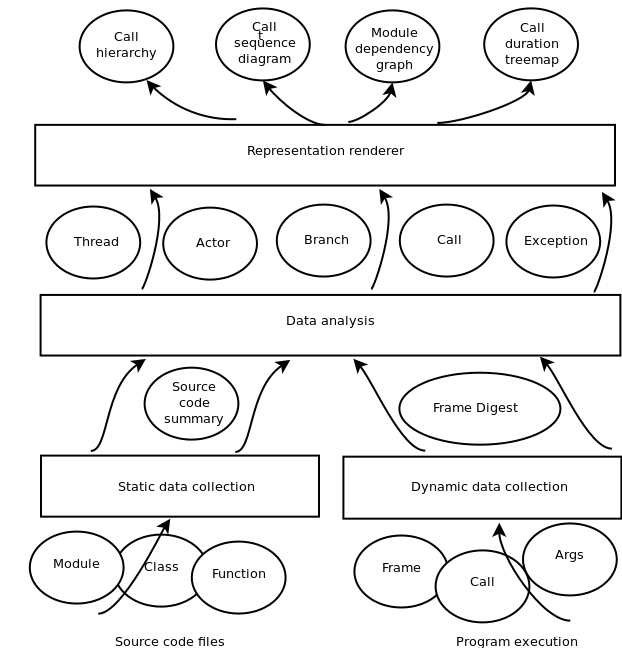 Call
hierarchy
Call
t
sequence
diagram
Module
dependency
graph
Call
duration
treemap
Representation renderer
Thread
Actor
Branch
Call
Exception
Data analysis
Source
code
summary
Frame Digest
Static data collection
Dynamic data collection
Module
Class
Function
Frame
Call
Args
Source code files
Program execution